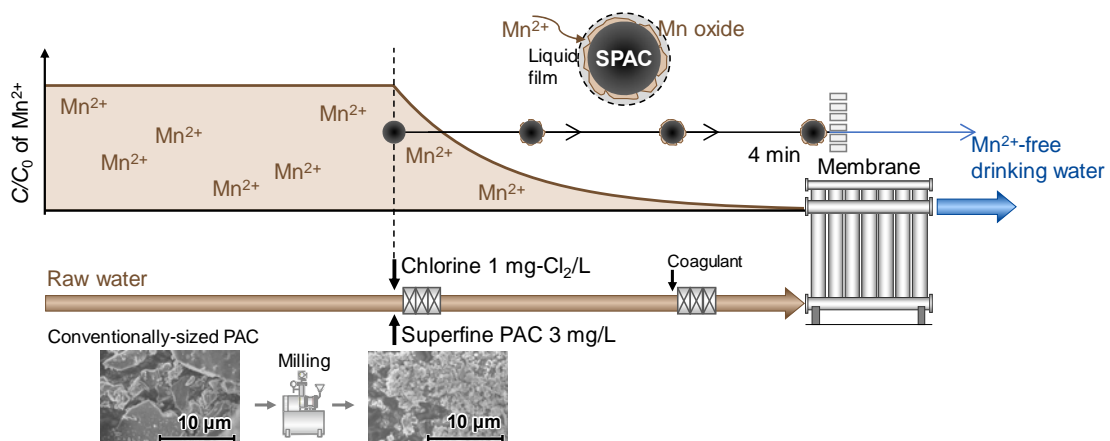 Mn²⁺
Mn oxide
Liquid
film
SPAC
C/C₀ of Mn²⁺
Mn²⁺
Mn²⁺
Mn²⁺
Mn²⁺
Mn²⁺
Mn²⁺
Mn²⁺
Mn²⁺
4 min
Mn²⁺-free
drinking water
Membrane
Raw water
Chlorine 1 mg-Cl₂/L
Coagulant
Superfine PAC 3 mg/L
Conventionally-sized PAC
Milling
10 µm
10 µm